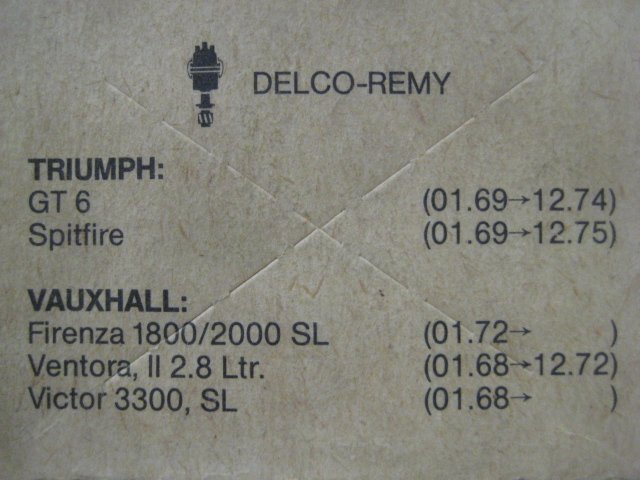 DELCO-REMY
TRIUMPH:
GT 6 (01.69→12.74)
Spitfire (01.69→12.75)
VAUXHALL:
Firenza 1800/2000 SL (01.72→ )
Ventora, II 2.8 Ltr. (01.68→12.72)
Victor 3300, SL (01.68→ )